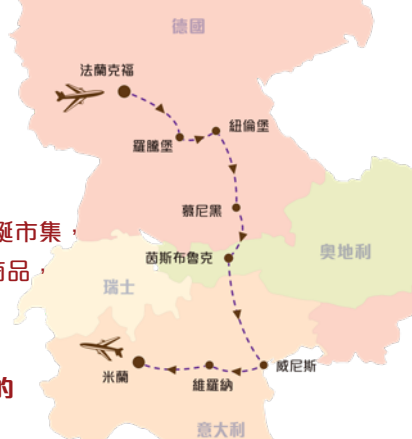 德國
法蘭克福
紐倫堡
羅騰堡
慕尼黑
誕市集，
茵斯布魯克
奧地利
商品，
瑞士
威尼斯
米蘭
維羅納
的
意大利